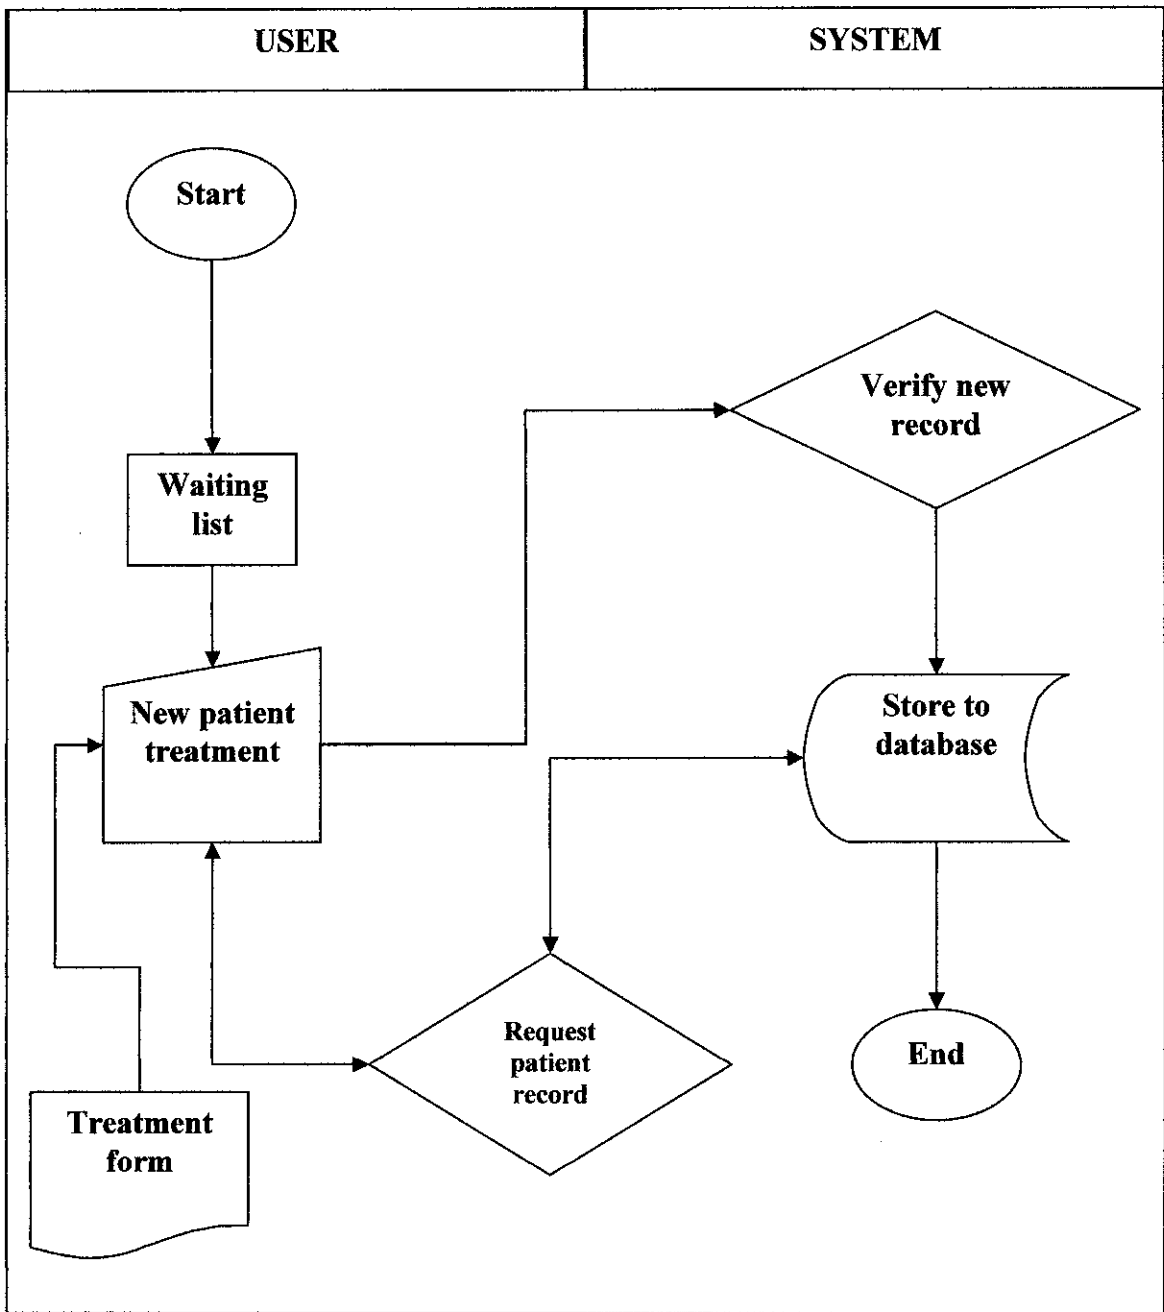 USER
SYSTEM
Start
Verify new
record
Waiting
list
New patient
treatment
Store to
database
Request
patient
record
End
Treatment
form